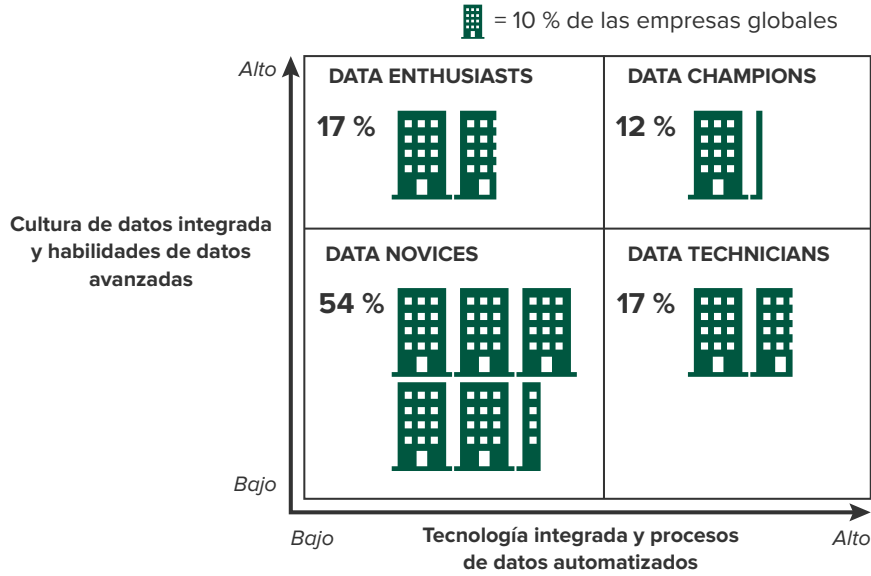 = 10 % de las empresas globales
Alto
DATA ENTHUSIASTS
17 %
DATA CHAMPIONS
12 %
Cultura de datos integrada
y habilidades de datos
avanzadas
DATA NOVICES
54 %
DATA TECHNICIANS
17 %
Bajo
Bajo
Tecnología integrada y procesos
de datos automatizados
Alto